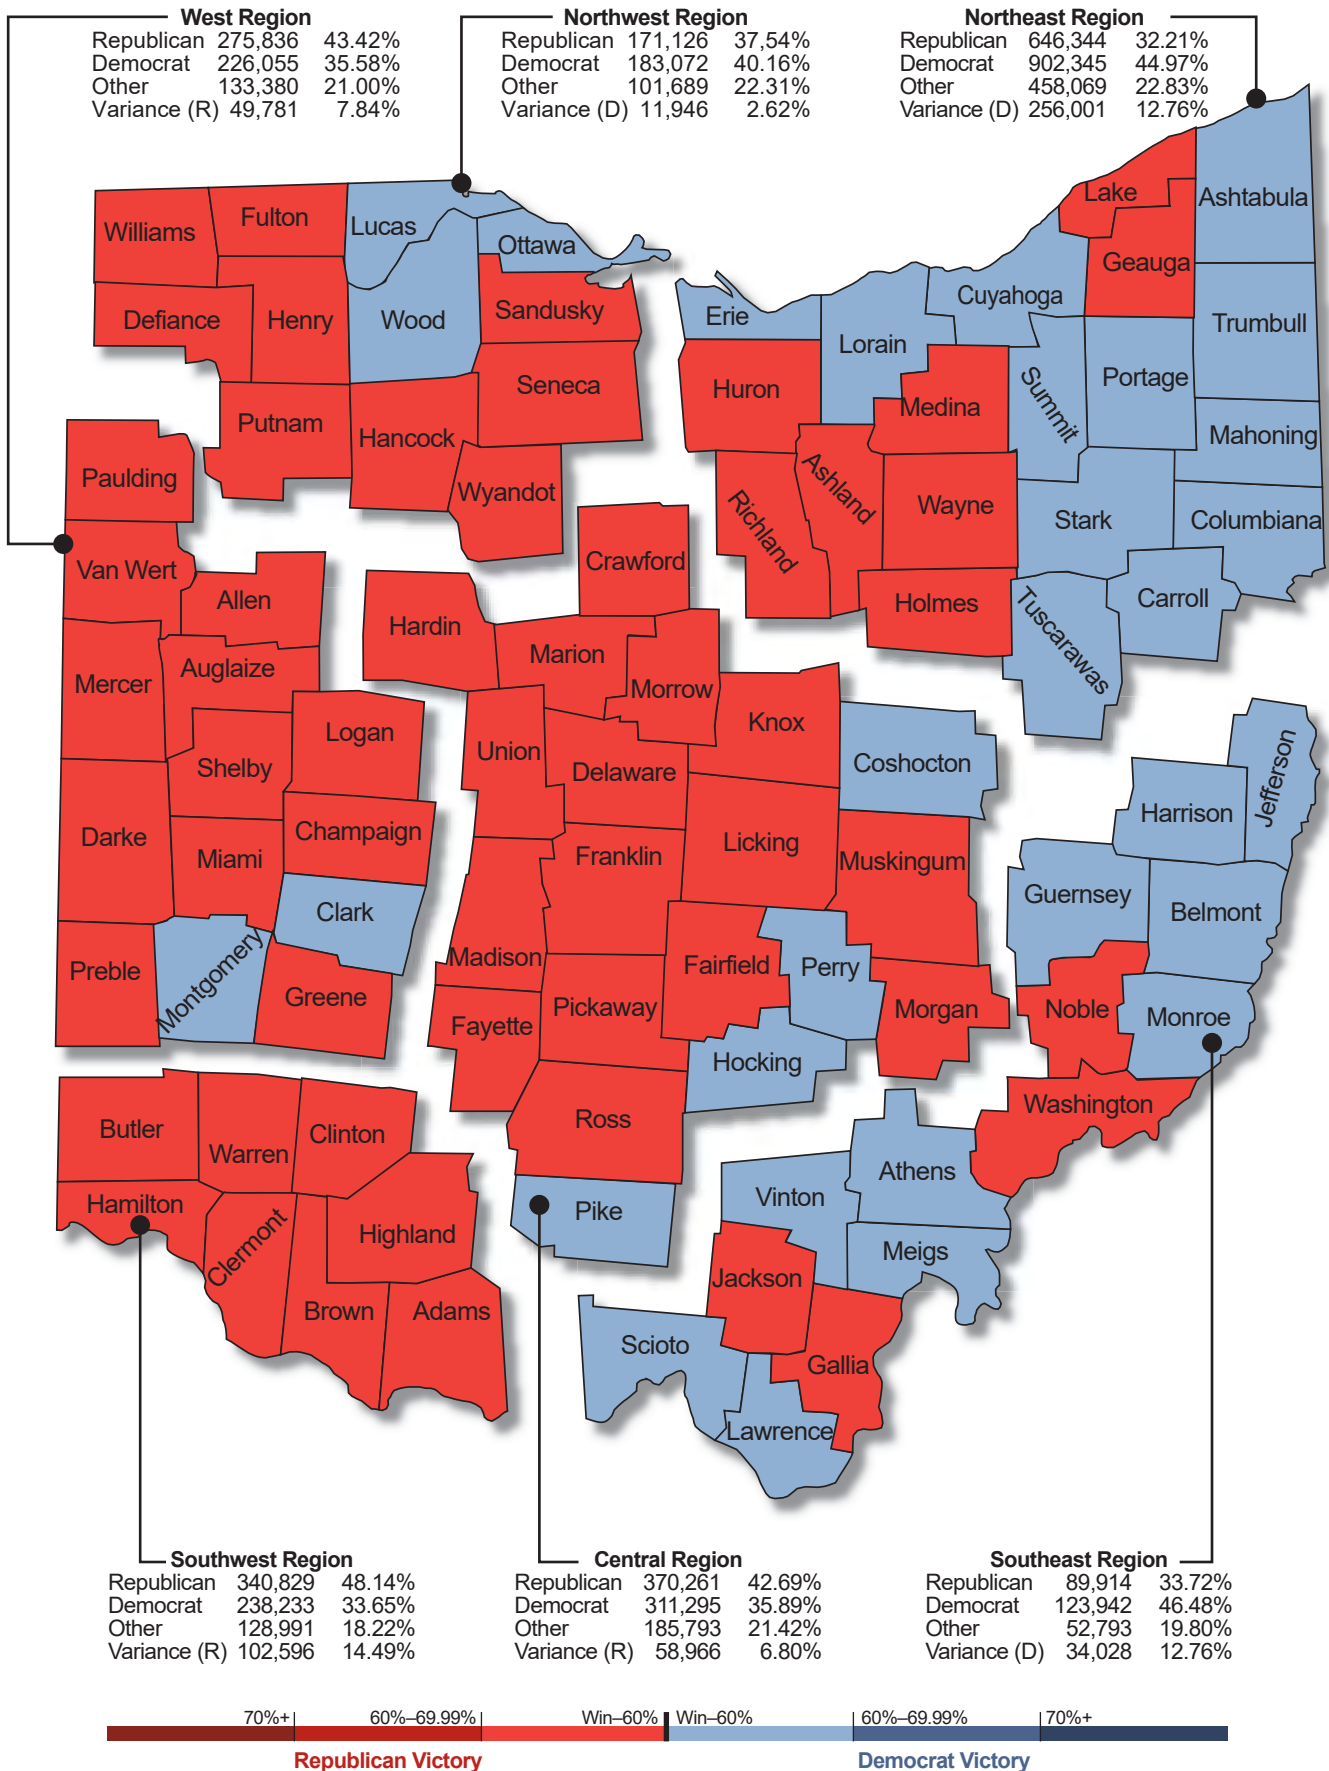 West Region
Republican 275,836 43.42%
Democrat 226,055 35.58%
Other 133,380 21.00%
Variance (R) 49,781 7.84%
Northwest Region
Republican 171,126 37,54%
Democrat 183,072 40.16%
Other 101,689 22.31%
Variance (D) 11,946 2.62%
Northeast Region
Republican 646,344 32.21%
Democrat 902,345 44.97%
Other 458,069 22.83%
Variance (D) 256,001 12.76%
Williams
Fulton
Lucas
Ottawa
Defiance
Henry
Wood
Sandusky
Putnam
Hancock
Seneca
Wyandot
Lake
Ashtabula
Geauga
Cuyahoga
Erie
Lorain
Trumbull
Huron
Medina
Summit
Portage
Mahoning
Richland
Ashland
Wayne
Stark
Columbiana
Holmes
Tuscarawas
Carroll
Paulding
Van Wert
Allen
Mercer
Auglaize
Logan
Shelby
Darke
Miami
Champaign
Clark
Preble
Montgomery
Greene
Crawford
Hardin
Marion
Morrow
Union
Delaware
Knox
Coshocton
Franklin
Licking
Muskingum
Madison
Fairfield
Perry
Morgan
Fayette
Pickaway
Hocking
Ross
Pike
Jefferson
Harrison
Guernsey
Belmont
Noble
Monroe
Washington
Athens
Vinton
Meigs
Jackson
Gallia
Scioto
Lawrence
Butler
Warren
Clinton
Hamilton
Clermont
Highland
Brown
Adams
Southwest Region
Republican 340,829 48.14%
Democrat 238,233 33.65%
Other 128,991 18.22%
Variance (R) 102,596 14.49%
Central Region
Republican 370,261 42.69%
Democrat 311,295 35.89%
Other 185,793 21.42%
Variance (R) 58,966 6.80%
Southeast Region
Republican 89,914 33.72%
Democrat 123,942 46.48%
Other 52,793 19.80%
Variance (D) 34,028 12.76%
70%+ 60%–69.99% Win–60% Win–60% 60%–69.99% 70%+
Republican Victory Democrat Victory